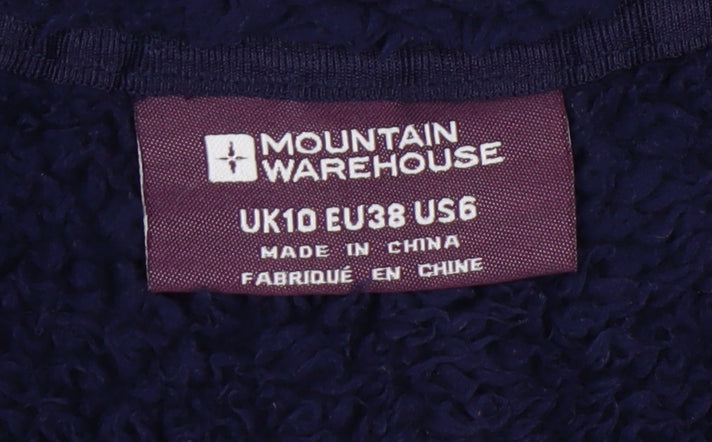 MOUNTAIN
WAREHOUSE
UK10 EU38 US6
MADE IN CHINA
FABRIQUÉ EN CHINE